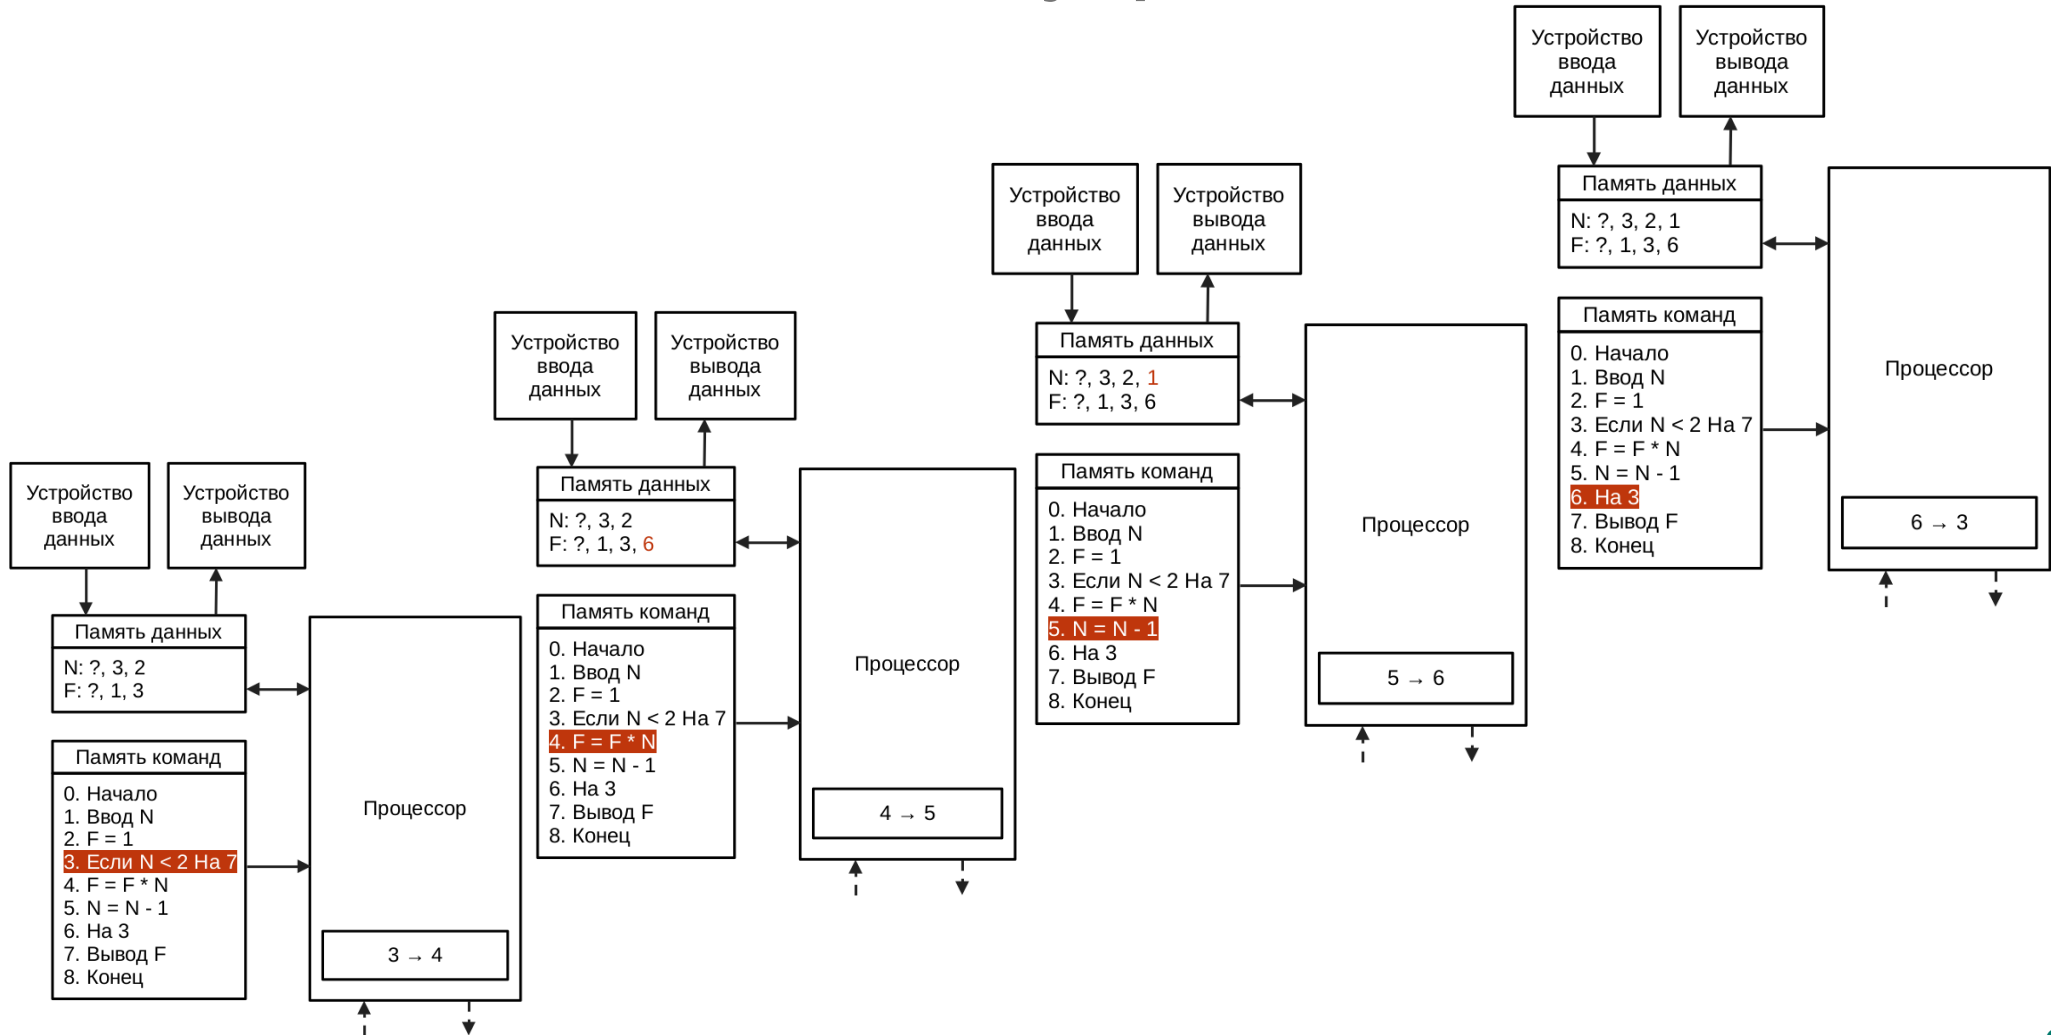 Устройство
ввода
данных
Устройство
вывода
данных
Память данных
N: ?, 3, 2
F: ?, 1, 3
Память команд
0. Начало
1. Ввод N
2. F = 1
3. Если N < 2 На 7
4. F = F * N
5. N = N - 1
6. На 3
7. Вывод F
8. Конец
Процессор
3 → 4
Устройство
ввода
данных
Устройство
вывода
данных
Память данных
N: ?, 3, 2
F: ?, 1, 3, 6
Память команд
0. Начало
1. Ввод N
2. F = 1
3. Если N < 2 На 7
4. F = F * N
5. N = N - 1
6. На 3
7. Вывод F
8. Конец
Процессор
4 → 5
Устройство
ввода
данных
Устройство
вывода
данных
Память данных
N: ?, 3, 2, 1
F: ?, 1, 3, 6
Память команд
0. Начало
1. Ввод N
2. F = 1
3. Если N < 2 На 7
4. F = F * N
5. N = N - 1
6. На 3
7. Вывод F
8. Конец
Процессор
5 → 6
Устройство
ввода
данных
Устройство
вывода
данных
Память данных
N: ?, 3, 2, 1
F: ?, 1, 3, 6
Память команд
0. Начало
1. Ввод N
2. F = 1
3. Если N < 2 На 7
4. F = F * N
5. N = N - 1
6. На 3
7. Вывод F
8. Конец
Процессор
6 → 3